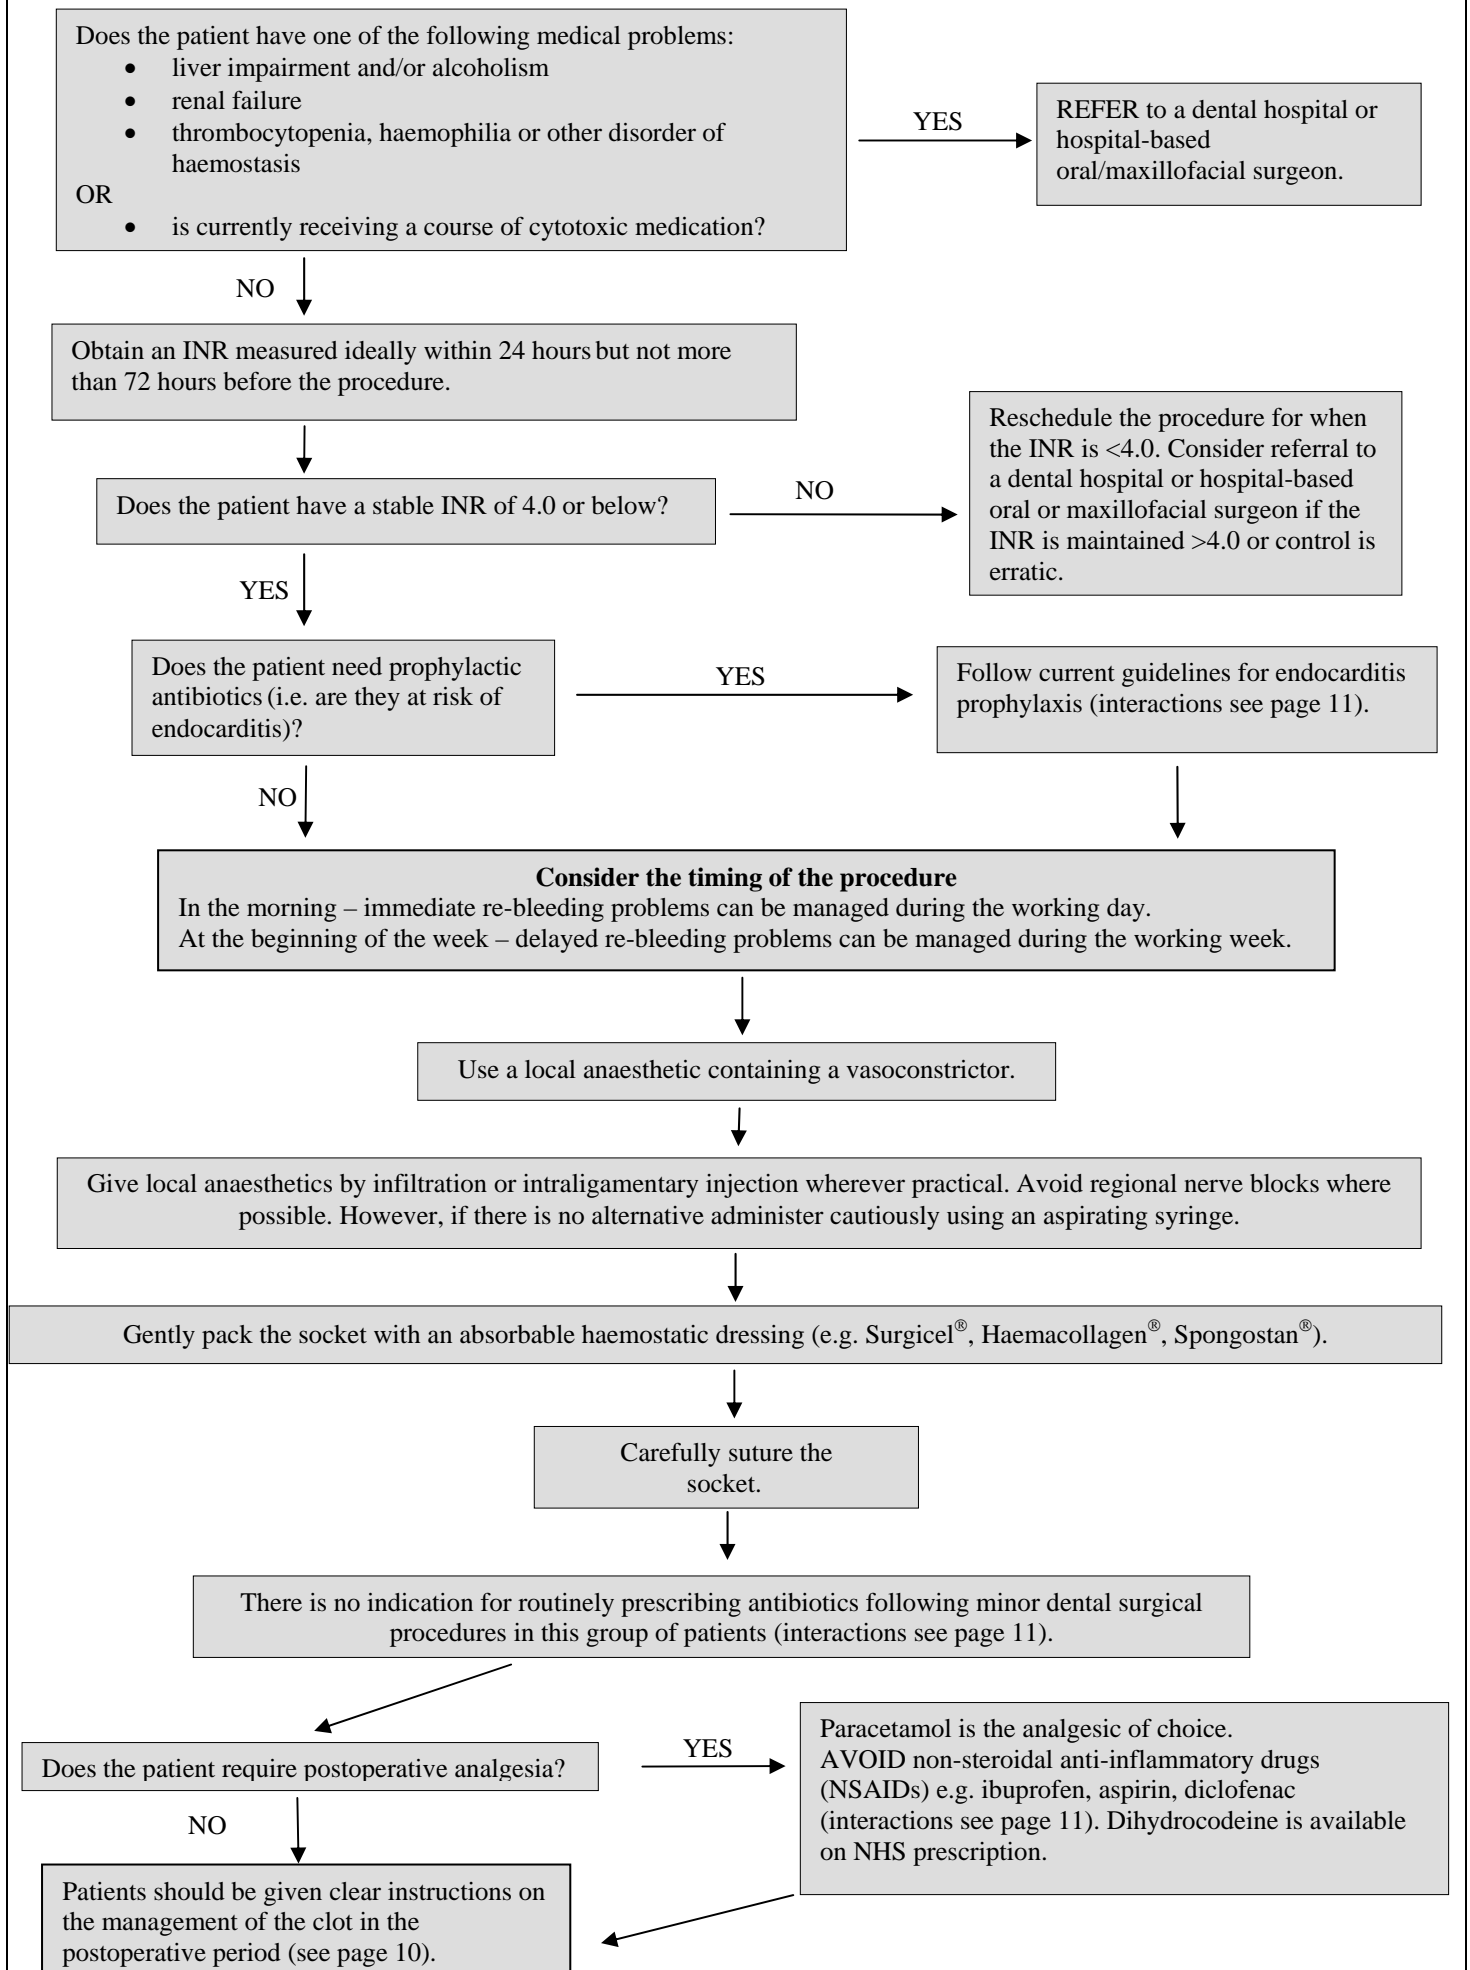 Does the patient have one of the following medical problems:
• liver impairment and/or alcoholism
• renal failure
• thrombocytopenia, haemophilia or other disorder of
haemostasis
OR
• is currently receiving a course of cytotoxic medication?
YES
REFER to a dental hospital or
hospital-based
oral/maxillofacial surgeon.
NO
Obtain an INR measured ideally within 24 hours but not more
than 72 hours before the procedure.
Does the patient have a stable INR of 4.0 or below?
NO
Reschedule the procedure for when
the INR is <4.0. Consider referral to
a dental hospital or hospital-based
oral or maxillofacial surgeon if the
INR is maintained >4.0 or control is
erratic.
YES
Does the patient need prophylactic
antibiotics (i.e. are they at risk of
endocarditis)?
YES
Follow current guidelines for endocarditis
prophylaxis (interactions see page 11).
NO
Consider the timing of the procedure
In the morning – immediate re-bleeding problems can be managed during the working day.
At the beginning of the week – delayed re-bleeding problems can be managed during the working week.
Use a local anaesthetic containing a vasoconstrictor.
Give local anaesthetics by infiltration or intraligamentary injection wherever practical. Avoid regional nerve blocks where
possible. However, if there is no alternative administer cautiously using an aspirating syringe.
Gently pack the socket with an absorbable haemostatic dressing (e.g. Surgicel®, Haemacollagen®, Spongostan®).
Carefully suture the
socket.
There is no indication for routinely prescribing antibiotics following minor dental surgical
procedures in this group of patients (interactions see page 11).
Does the patient require postoperative analgesia?
YES
Paracetamol is the analgesic of choice.
AVOID non-steroidal anti-inflammatory drugs
(NSAIDs) e.g. ibuprofen, aspirin, diclofenac
(interactions see page 11). Dihydrocodeine is available
on NHS prescription.
NO
Patients should be given clear instructions on
the management of the clot in the
postoperative period (see page 10).